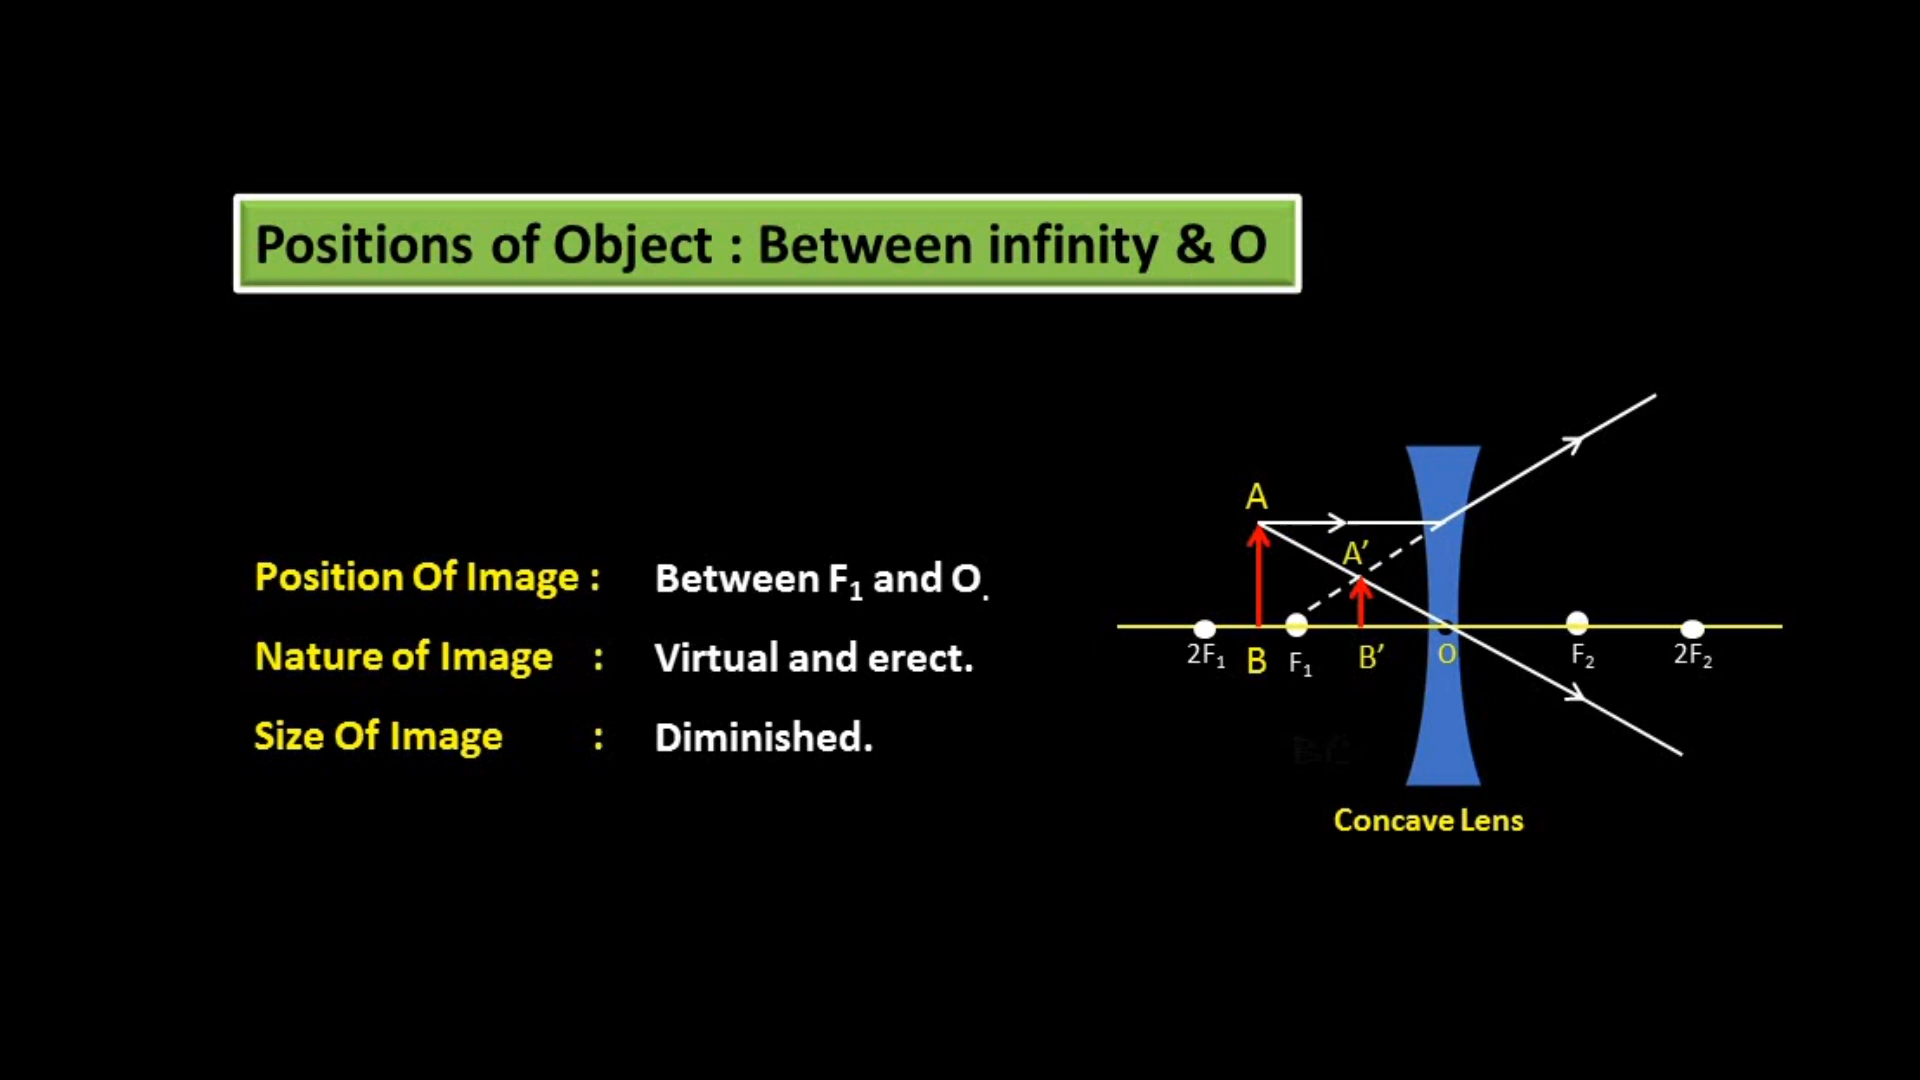 Positions of Object : Between infinity & O
Position Of Image : Between F₁ and O.
Nature of Image : Virtual and erect.
Size Of Image : Diminished.
A
A′
2F₁ B F₁ B′ O F₂ 2F₂
Concave Lens